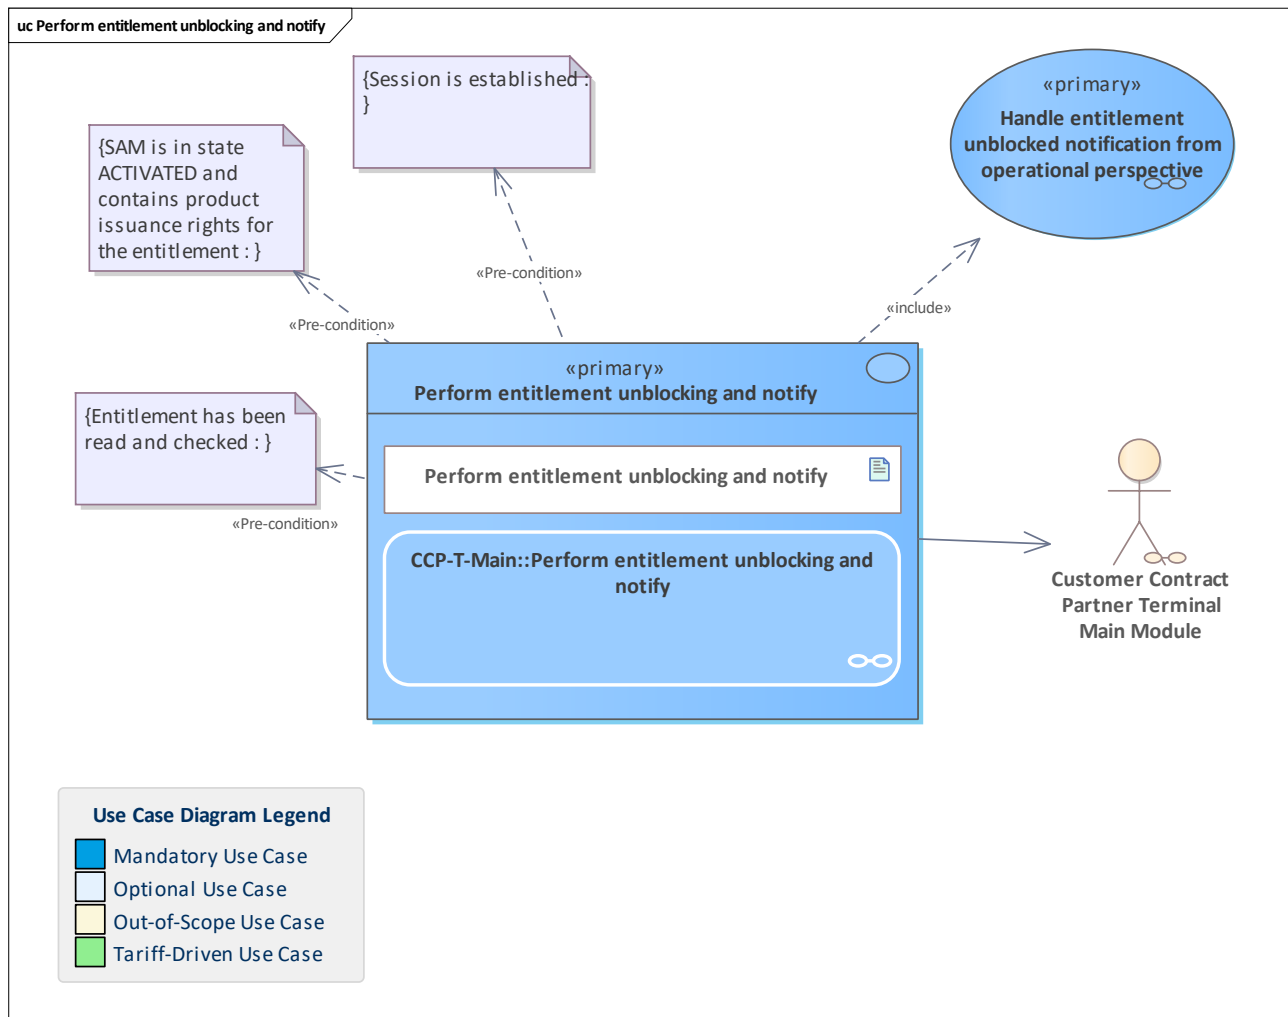 uc Perform entitlement unblocking and notify
{Session is established :
}
«primary»
Handle entitlement
unblocked notification from
operational perspective
{SAM is in state
ACTIVATED and
contains product
issuance rights for
the entitlement : }
«Pre-condition»
«Pre-condition»
«include»
«primary»
Perform entitlement unblocking and notify
{Entitlement has been
read and checked : }
«Pre-condition»
Perform entitlement unblocking and notify
CCP-T-Main::Perform entitlement unblocking and
notify
Customer Contract
Partner Terminal
Main Module
Use Case Diagram Legend
Mandatory Use Case
Optional Use Case
Out-of-Scope Use Case
Tariff-Driven Use Case